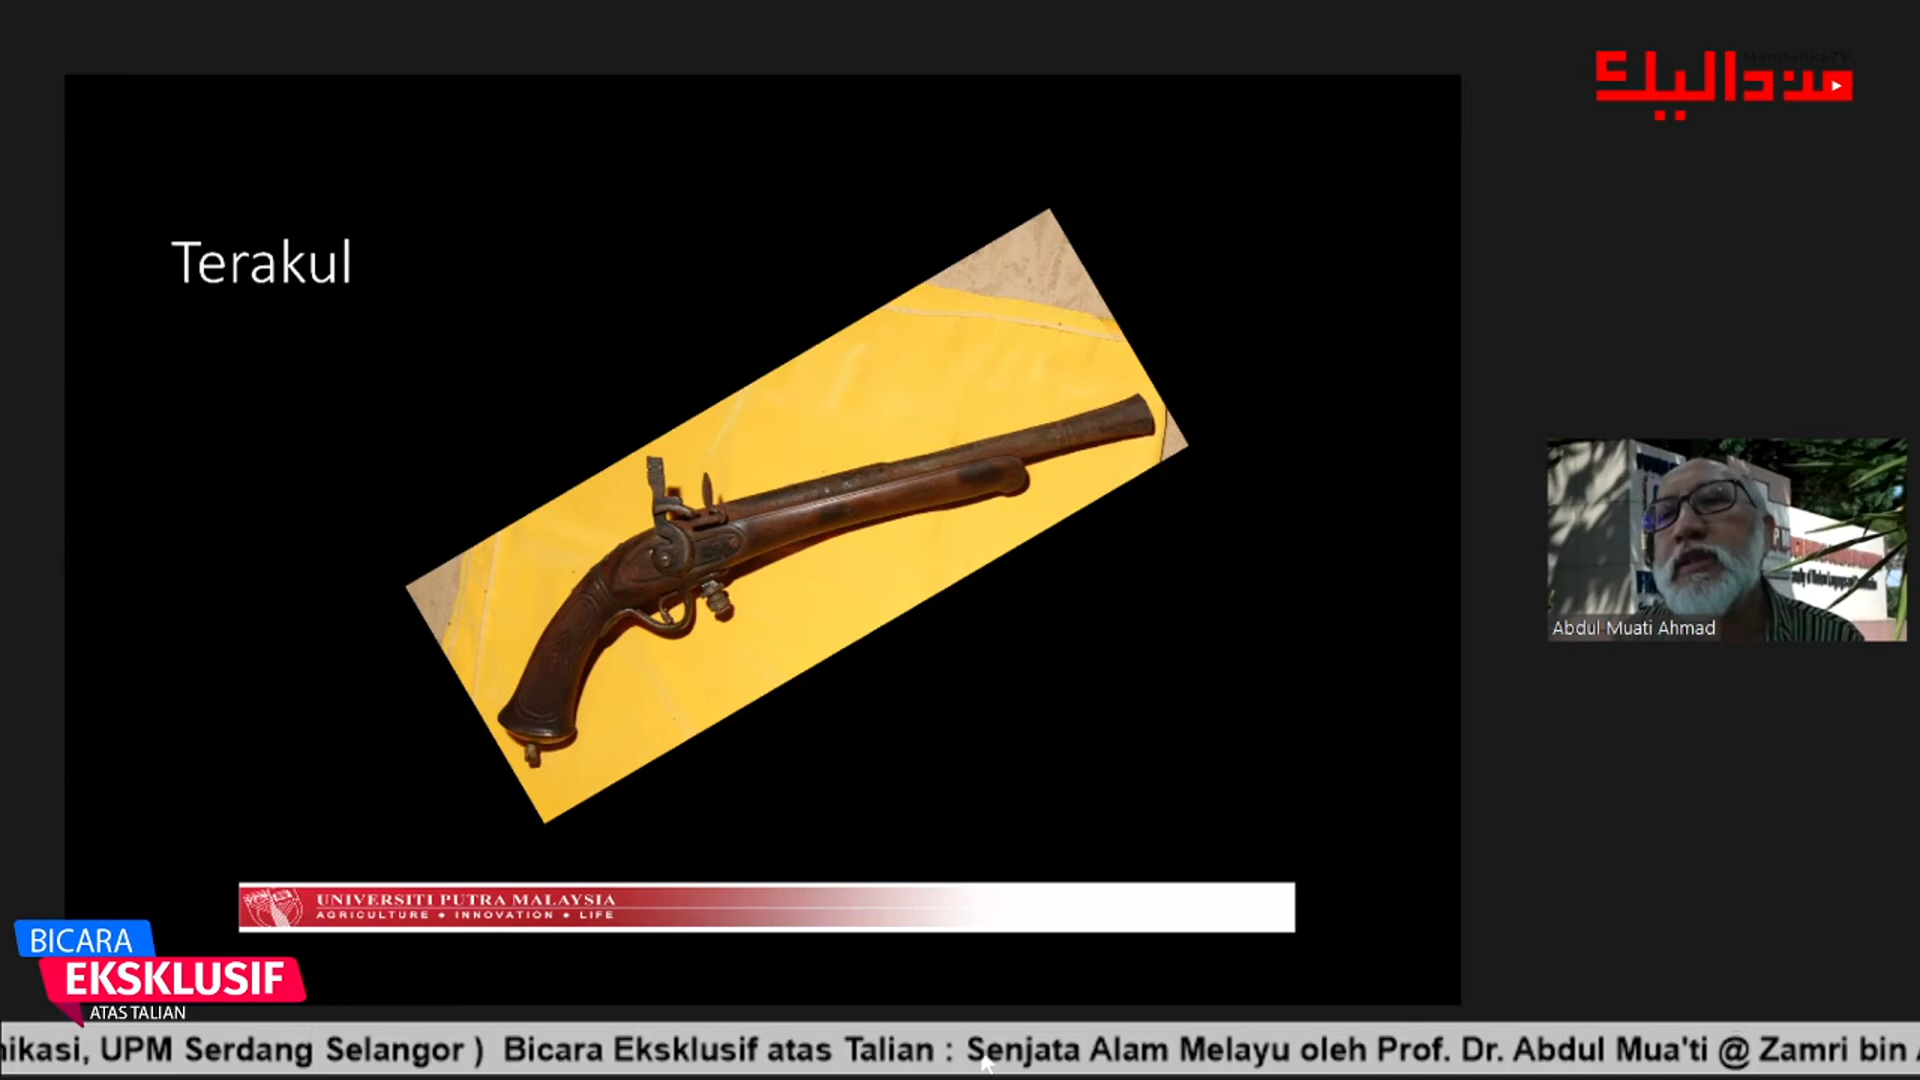 منداليك
Terakul
Abdul Muati Ahmad
UNIVERSITI PUTRA MALAYSIA
AGRICULTURE • INNOVATION • LIFE
BICARA
EKSKLUSIF
ATAS TALIAN
ikasi, UPM Serdang Selangor ) Bicara Eksklusif atas Talian : Senjata Alam Melayu oleh Prof. Dr. Abdul Mua'ti @ Zamri bin